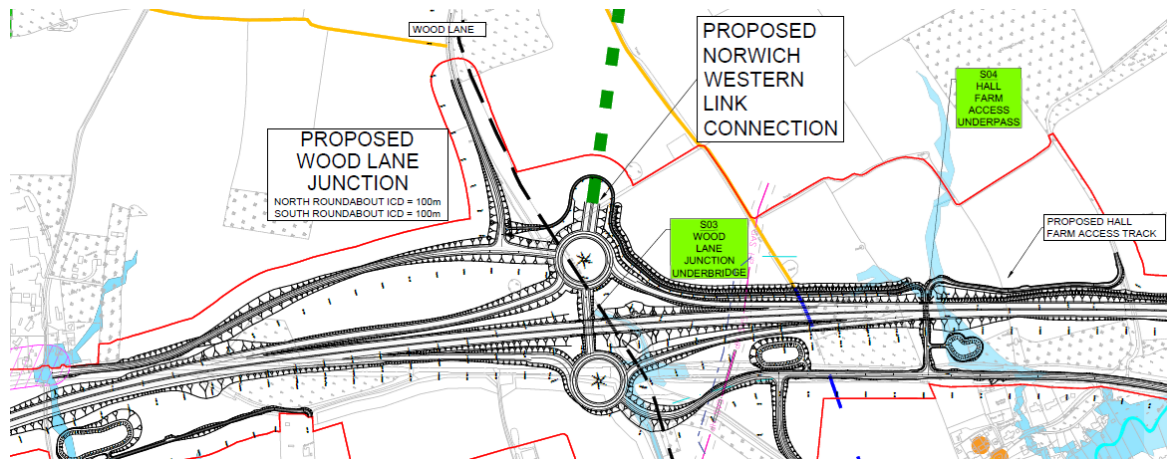 WOOD LANE
PROPOSED
NORWICH
WESTERN
LINK
CONNECTION
S04
HALL
FARM
ACCESS
UNDERPASS
PROPOSED
WOOD LANE
JUNCTION
NORTH ROUNDABOUT ICD = 100m
SOUTH ROUNDABOUT ICD = 100m
S03
WOOD
LANE
JUNCTION
UNDERBRIDGE
PROPOSED HALL
FARM ACCESS TRACK